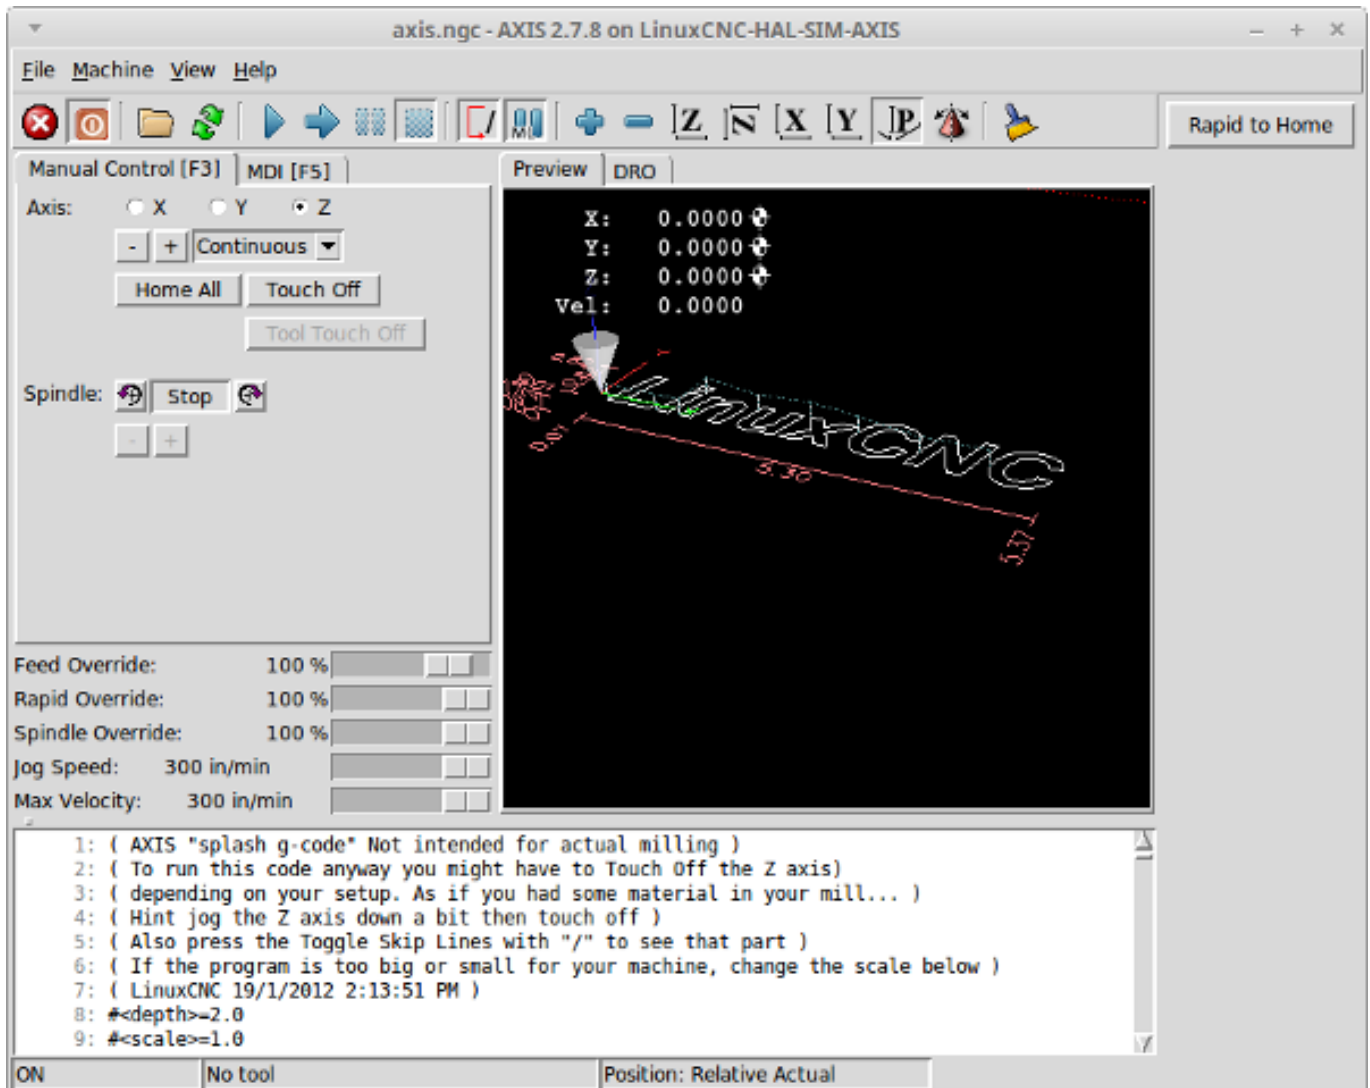 axis.ngc - AXIS 2.7.8 on LinuxCNC-HAL-SIM-AXIS
File Machine View Help
Z N X Y P
Rapid to Home
Manual Control [F3] MDI [F5]
Preview DRO
Axis: X Y Z
- + Continuous
Home All Touch Off
Tool Touch Off
Spindle: Stop
- +
X: 0.0000
Y: 0.0000
Z: 0.0000
Vel: 0.0000
LinuxCNC
5.30
5.37
Feed Override: 100 %
Rapid Override: 100 %
Spindle Override: 100 %
Jog Speed: 300 in/min
Max Velocity: 300 in/min
1: ( AXIS "splash g-code" Not intended for actual milling )
2: ( To run this code anyway you might have to Touch Off the Z axis)
3: ( depending on your setup. As if you had some material in your mill... )
4: ( Hint jog the Z axis down a bit then touch off )
5: ( Also press the Toggle Skip Lines with "/" to see that part )
6: ( If the program is too big or small for your machine, change the scale below )
7: ( LinuxCNC 19/1/2012 2:13:51 PM )
8: #<depth>=2.0
9: #<scale>=1.0
ON No tool Position: Relative Actual